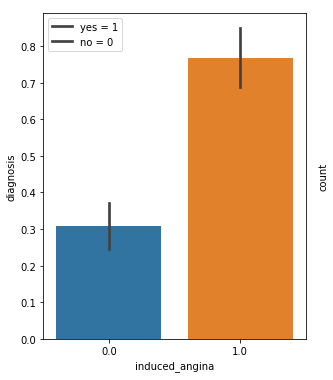 yes = 1
no = 0
0.8
0.7
0.6
0.5
0.4
0.3
0.2
0.1
0.0
diagnosis
count
0.0 1.0
induced_angina